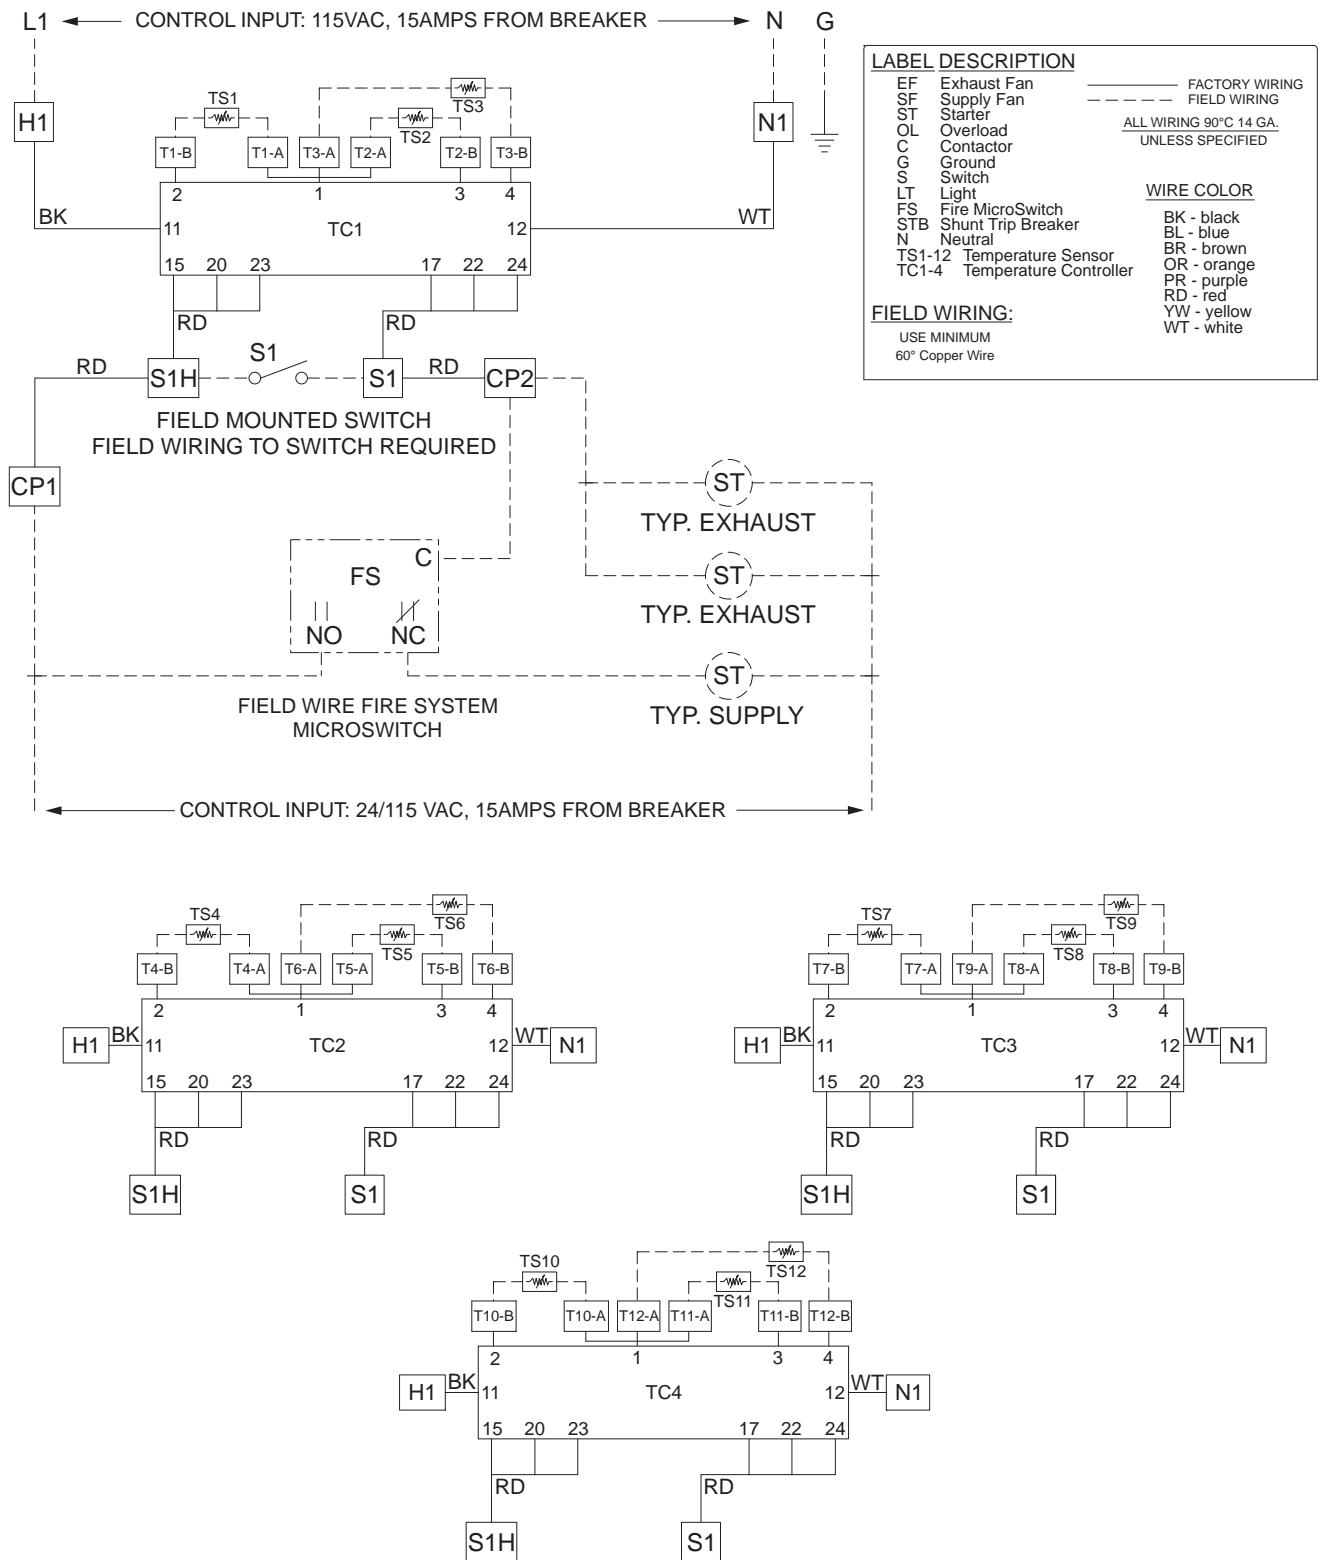 L1 CONTROL INPUT: 115VAC, 15AMPS FROM BREAKER N G
TS1 TS3
TS2
H1 N1
T1-B T1-A T3-A T2-A T2-B T3-B
2 1 3 4
BK WT
11 TC1 12
15 20 23 17 22 24
RD RD
S1
RD S1H S1 RD CP2
FIELD MOUNTED SWITCH
FIELD WIRING TO SWITCH REQUIRED
CP1
ST
TYP. EXHAUST
C
FS
ST
TYP. EXHAUST
NO NC
ST
TYP. SUPPLY
FIELD WIRE FIRE SYSTEM
MICROSWITCH
CONTROL INPUT: 24/115 VAC, 15AMPS FROM BREAKER
LABEL DESCRIPTION
EF Exhaust Fan
SF Supply Fan
ST Starter
OL Overload
C Contactor
G Ground
S Switch
LT Light
FS Fire MicroSwitch
STB Shunt Trip Breaker
N Neutral
TS1-12 Temperature Sensor
TC1-4 Temperature Controller
FACTORY WIRING
FIELD WIRING
ALL WIRING 90°C 14 GA.
UNLESS SPECIFIED
WIRE COLOR
BK - black
BL - blue
BR - brown
OR - orange
PR - purple
RD - red
YW - yellow
WT - white
FIELD WIRING:
USE MINIMUM
60° Copper Wire
TS4 TS6
TS5
T4-B T4-A T6-A T5-A T5-B T6-B
2 1 3 4
H1 BK 11 TC2 12 WT N1
15 20 23 17 22 24
RD RD
S1H S1
TS7 TS9
TS8
T7-B T7-A T9-A T8-A T8-B T9-B
2 1 3 4
H1 BK 11 TC3 12 WT N1
15 20 23 17 22 24
RD RD
S1H S1
TS10 TS12
TS11
T10-B T10-A T12-A T11-A T11-B T12-B
2 1 3 4
H1 BK 11 TC4 12 WT N1
15 20 23 17 22 24
RD RD
S1H S1